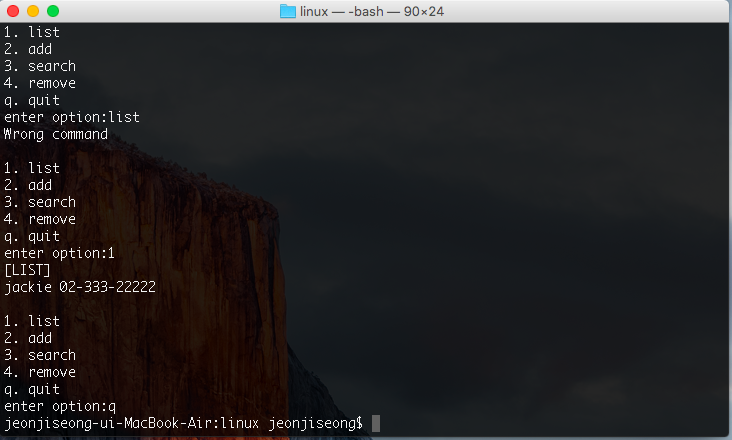 linux — -bash — 90×24
1. list
2. add
3. search
4. remove
q. quit
enter option:list
Wrong command
1. list
2. add
3. search
4. remove
q. quit
enter option:1
[LIST]
jackie 02-333-22222
1. list
2. add
3. search
4. remove
q. quit
enter option:q
jeonjiseong-ui-MacBook-Air:linux jeonjiseong$